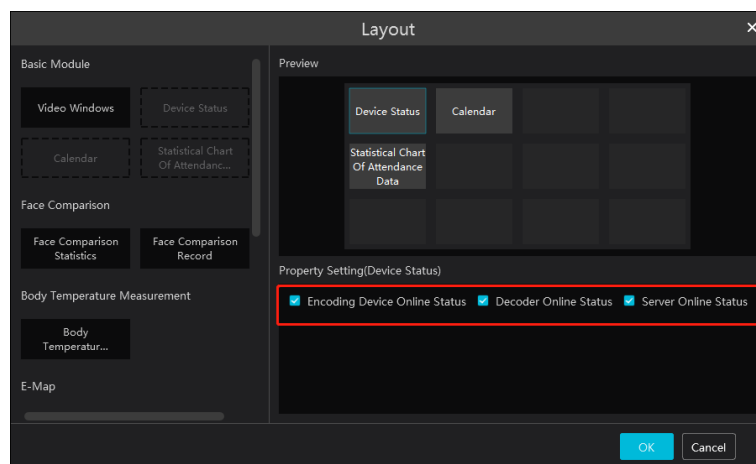 Layout
Basic Module
Video Windows
Device Status
Calendar
Statistical Chart
Of Attendanc...
Face Comparison
Face Comparison
Statistics
Face Comparison
Record
Body Temperature Measurement
Body
Temperatur...
E-Map
Preview
Device Status
Calendar
Statistical Chart
Of Attendance
Data
Property Setting(Device Status)
Encoding Device Online Status
Decoder Online Status
Server Online Status
OK
Cancel